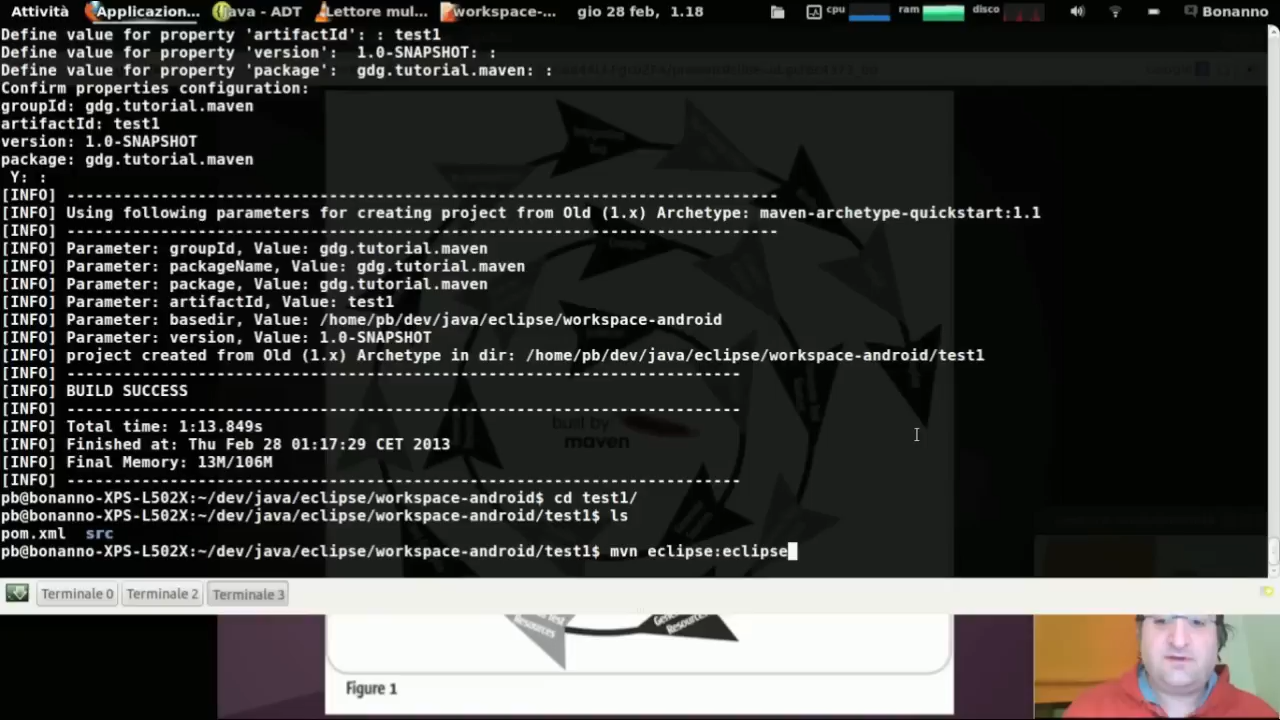 Attività Applicazion... Java - ADT Lettore mul... workspace-... gio 28 feb, 1.18 cpu ram disco Bonanno
Define value for property 'artifactId': : test1
Define value for property 'version':  1.0-SNAPSHOT: :
Define value for property 'package':  gdg.tutorial.maven: :
Confirm properties configuration:
groupId: gdg.tutorial.maven
artifactId: test1
version: 1.0-SNAPSHOT
package: gdg.tutorial.maven
 Y: :
[INFO] ----------------------------------------------------------------------------
[INFO] Using following parameters for creating project from Old (1.x) Archetype: maven-archetype-quickstart:1.1
[INFO] ----------------------------------------------------------------------------
[INFO] Parameter: groupId, Value: gdg.tutorial.maven
[INFO] Parameter: packageName, Value: gdg.tutorial.maven
[INFO] Parameter: package, Value: gdg.tutorial.maven
[INFO] Parameter: artifactId, Value: test1
[INFO] Parameter: basedir, Value: /home/pb/dev/java/eclipse/workspace-android
[INFO] Parameter: version, Value: 1.0-SNAPSHOT
[INFO] project created from Old (1.x) Archetype in dir: /home/pb/dev/java/eclipse/workspace-android/test1
[INFO] ------------------------------------------------------------------------
[INFO] BUILD SUCCESS
[INFO] ------------------------------------------------------------------------
[INFO] Total time: 1:13.849s
[INFO] Finished at: Thu Feb 28 01:17:29 CET 2013
[INFO] Final Memory: 13M/106M
[INFO] ------------------------------------------------------------------------
pb@bonanno-XPS-L502X:~/dev/java/eclipse/workspace-android$ cd test1/
pb@bonanno-XPS-L502X:~/dev/java/eclipse/workspace-android/test1$ ls
pom.xml  src
pb@bonanno-XPS-L502X:~/dev/java/eclipse/workspace-android/test1$ mvn eclipse:eclipse
built by
maven
Terminale 0 Terminale 2 Terminale 3
Resources
Resources
Figure 1